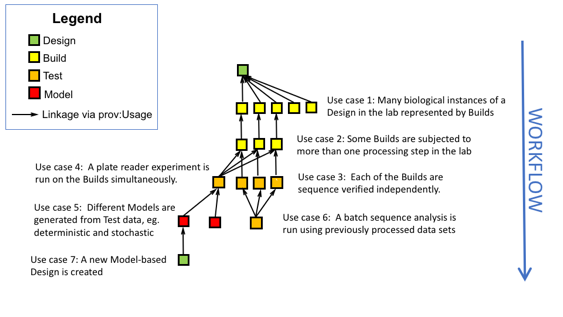 Legend
Design
Build
Test
Model
Linkage via prov:Usage
Use case 1: Many biological instances of a
Design in the lab represented by Builds
Use case 2: Some Builds are subjected to
more than one processing step in the lab
Use case 4:  A plate reader experiment is
run on the Builds simultaneously.
Use case 3:  Each of the Builds are
sequence verified independently.
Use case 5:  Different Models are
generated from Test data, eg.
deterministic and stochastic
Use case 6:  A batch sequence analysis is
run using previously processed data sets
Use case 7: A new Model-based
Design is created
WORKFLOW